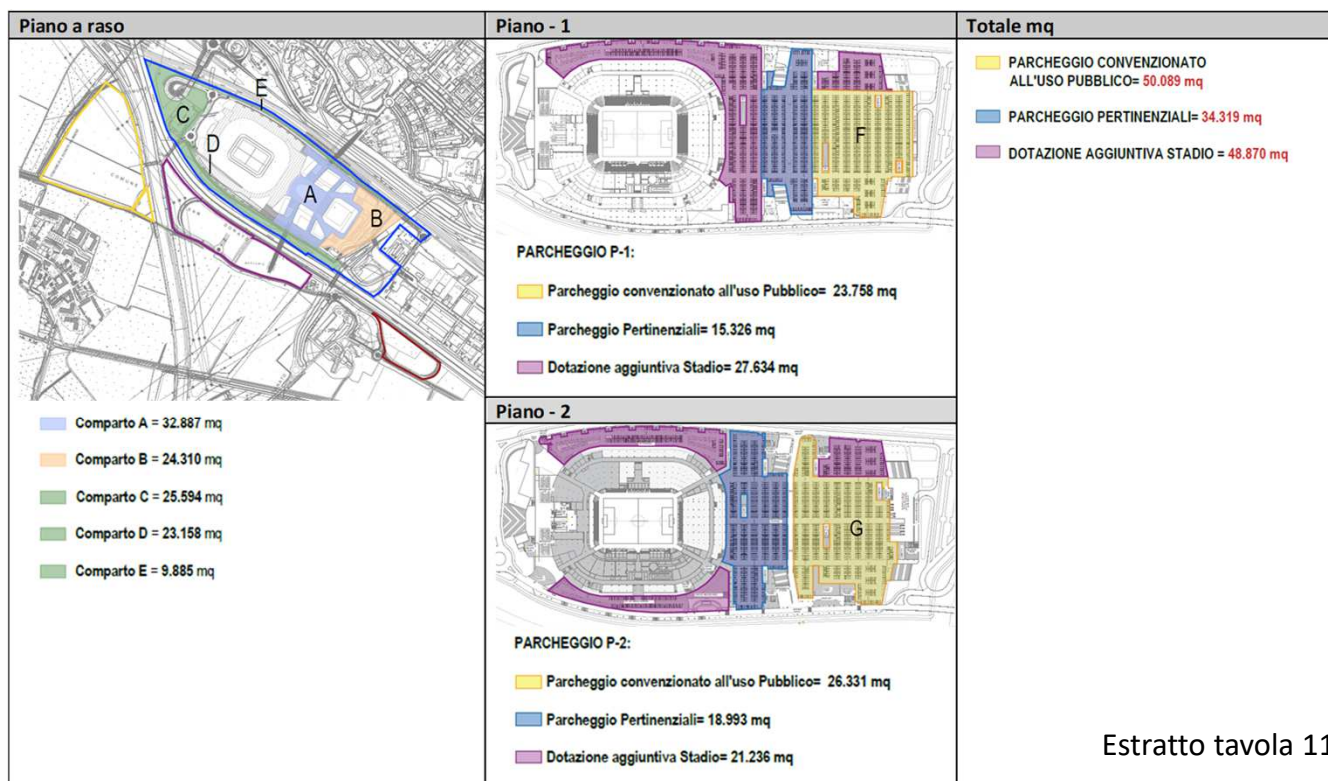 Piano a raso
E
C
D
A
B
Comparto A = 32.887 mq
Comparto B = 24.310 mq
Comparto C = 25.594 mq
Comparto D = 23.158 mq
Comparto E = 9.885 mq
Piano - 1
F
PARCHEGGIO P-1:
Parcheggio convenzionato all'uso Pubblico= 23.758 mq
Parcheggio Pertinenziali= 15.326 mq
Dotazione aggiuntiva Stadio= 27.634 mq
Piano - 2
G
PARCHEGGIO P-2:
Parcheggio convenzionato all'uso Pubblico= 26.331 mq
Parcheggio Pertinenziali= 18.993 mq
Dotazione aggiuntiva Stadio= 21.236 mq
Totale mq
PARCHEGGIO CONVENZIONATO
ALL'USO PUBBLICO= 50.089 mq
PARCHEGGIO PERTINENZIALI= 34.319 mq
DOTAZIONE AGGIUNTIVA STADIO = 48.870 mq
Estratto tavola 11